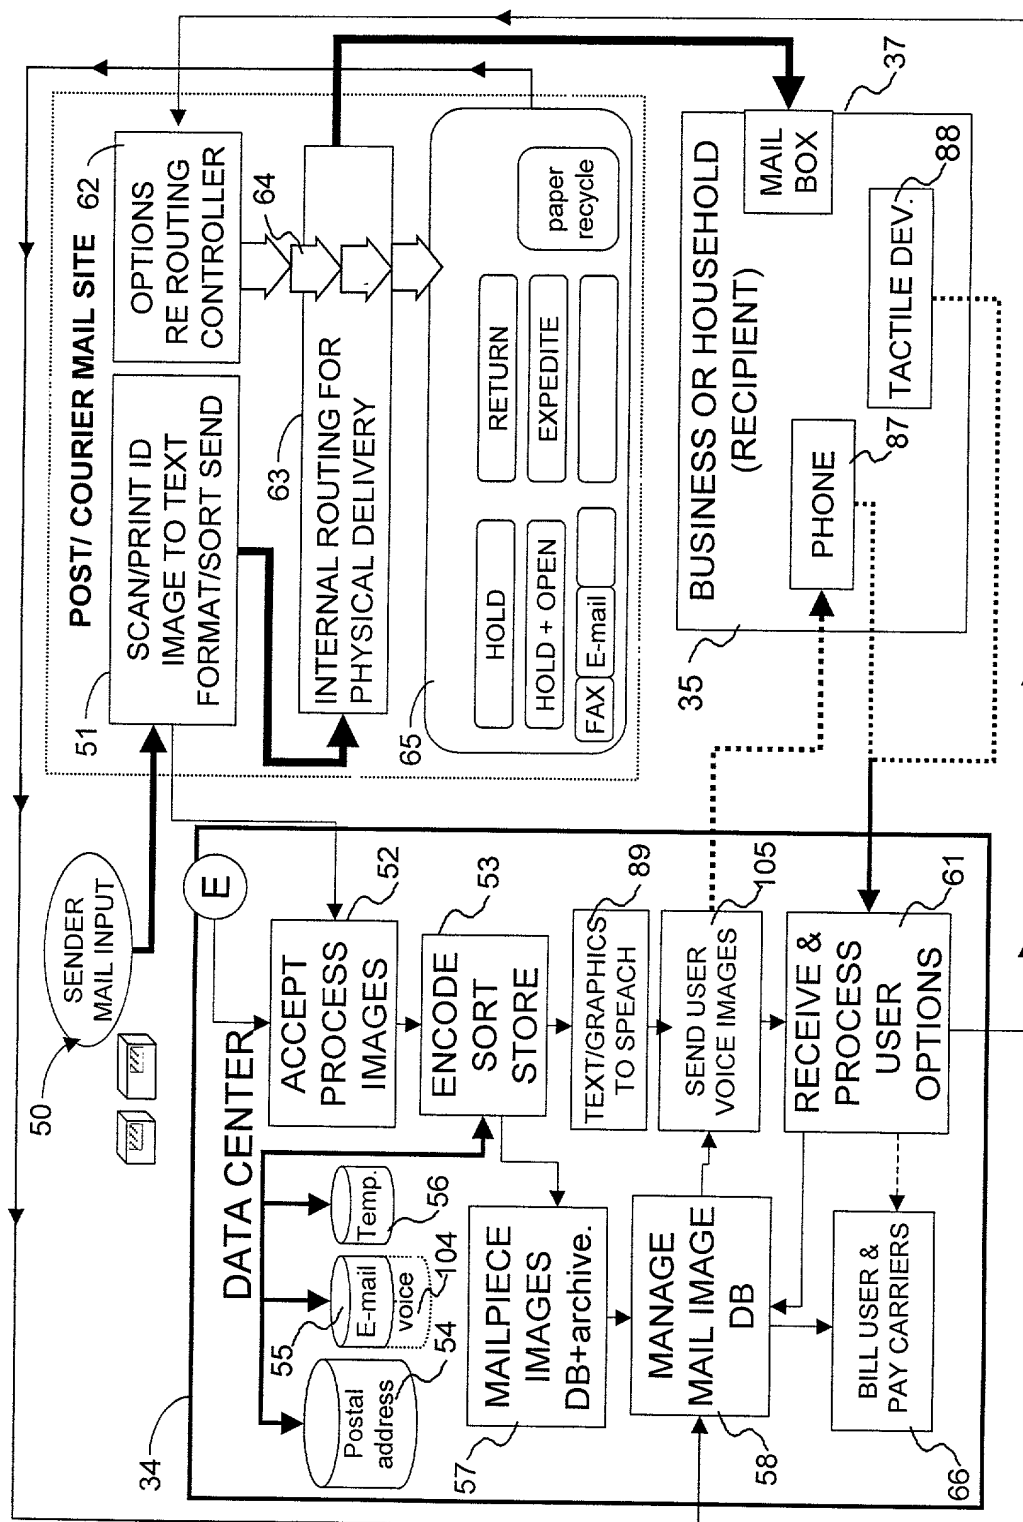 50
SENDER
MAIL INPUT
POST/ COURIER MAIL SITE
51
SCAN/PRINT ID
IMAGE TO TEXT
FORMAT/SORT SEND
62
OPTIONS
RE ROUTING
CONTROLLER
64
63
INTERNAL ROUTING FOR
PHYSICAL DELIVERY
65
HOLD
HOLD + OPEN
FAX
E-mail
RETURN
EXPEDITE
paper
recycle
34
DATA CENTER
E
Postal
address
54
55
E-mail
voice
104
Temp.
56
ACCEPT
PROCESS
IMAGES
52
ENCODE
SORT
STORE
53
TEXT/GRAPHICS
TO SPEACH
89
SEND USER
VOICE IMAGES
105
RECEIVE &
PROCESS
USER
OPTIONS
61
57
MAILPIECE
IMAGES
DB+archive.
58
MANAGE
MAIL IMAGE
DB
66
BILL USER &
PAY CARRIERS
35
BUSINESS OR HOUSEHOLD
(RECIPIENT)
MAIL
BOX
37
PHONE
87
TACTILE DEV.
88